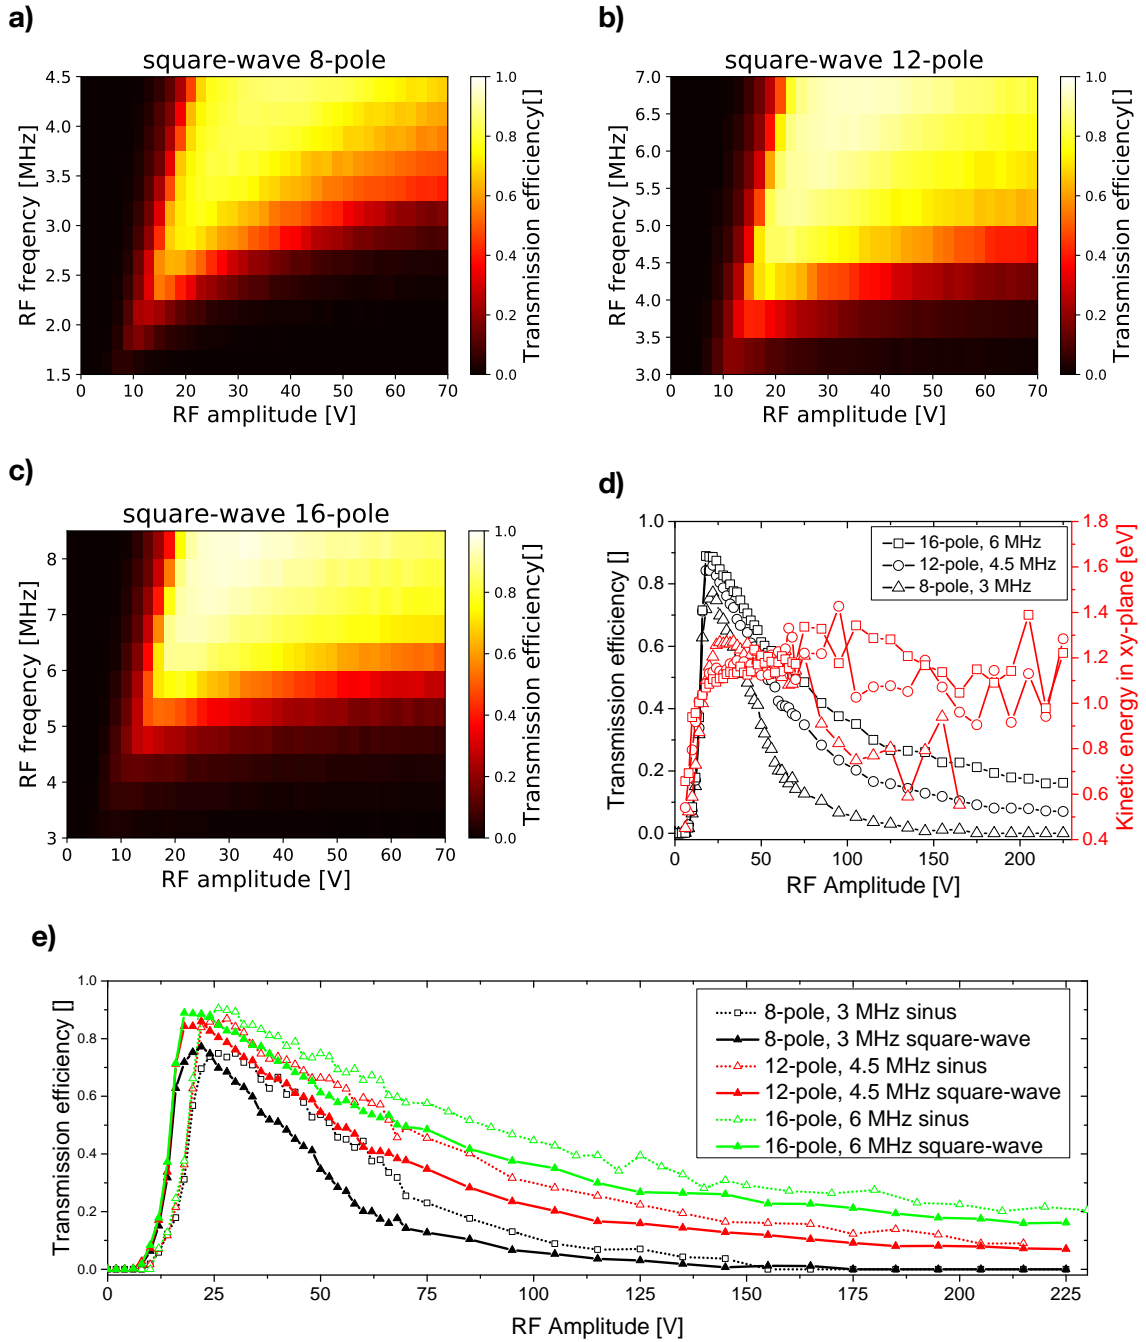 a)
square-wave 8-pole
4.5
4.0
3.5
3.0
2.5
2.0
1.5
RF freqency [MHz]
0 10 20 30 40 50 60 70
RF amplitude [V]
1.0
0.8
0.6
0.4
0.2
0.0
Transmission efficiency[]
b)
square-wave 12-pole
7.0
6.5
6.0
5.5
5.0
4.5
4.0
3.5
3.0
RF freqency [MHz]
0 10 20 30 40 50 60 70
RF amplitude [V]
1.0
0.8
0.6
0.4
0.2
0.0
Transmission efficiency[]
c)
square-wave 16-pole
8
7
6
5
4
3
RF frequency [MHz]
0 10 20 30 40 50 60 70
RF amplitude [V]
1.0
0.8
0.6
0.4
0.2
0.0
Transmission efficiency[]
d)
1.0
0.8
0.6
0.4
0.2
0.0
Transmission efficiency []
16-pole, 6 MHz
12-pole, 4.5 MHz
8-pole, 3 MHz
1.8
1.6
1.4
1.2
1.0
0.8
0.6
0.4
Kinetic energy in xy-plane [eV]
0 50 100 150 200
RF Amplitude [V]
e)
1.0
0.8
0.6
0.4
0.2
0.0
Transmission efficiency []
8-pole, 3 MHz sinus
8-pole, 3 MHz square-wave
12-pole, 4.5 MHz sinus
12-pole, 4.5 MHz square-wave
16-pole, 6 MHz sinus
16-pole, 6 MHz square-wave
0 25 50 75 100 125 150 175 200 225
RF Amplitude [V]